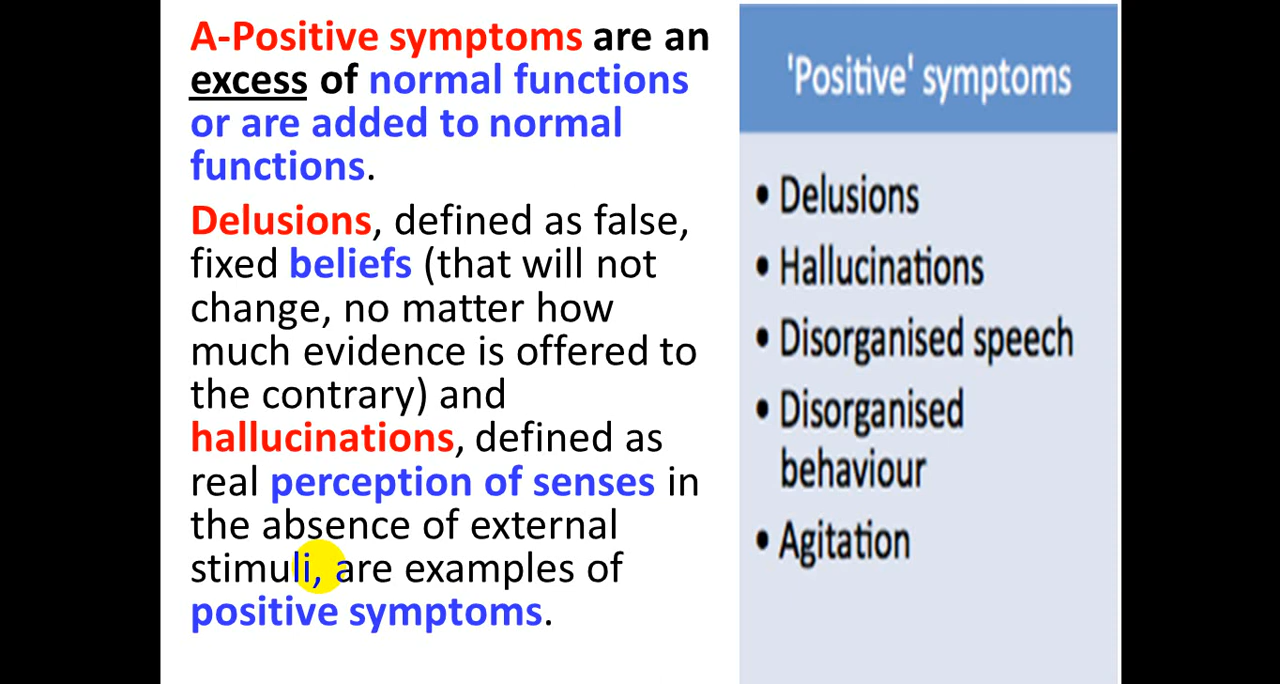 A-Positive symptoms are an
excess of normal functions
or are added to normal
functions.
Delusions, defined as false,
fixed beliefs (that will not
change, no matter how
much evidence is offered to
the contrary) and
hallucinations, defined as
real perception of senses in
the absence of external
stimuli, are examples of
positive symptoms.
'Positive' symptoms
• Delusions
• Hallucinations
• Disorganised speech
• Disorganised
behaviour
• Agitation